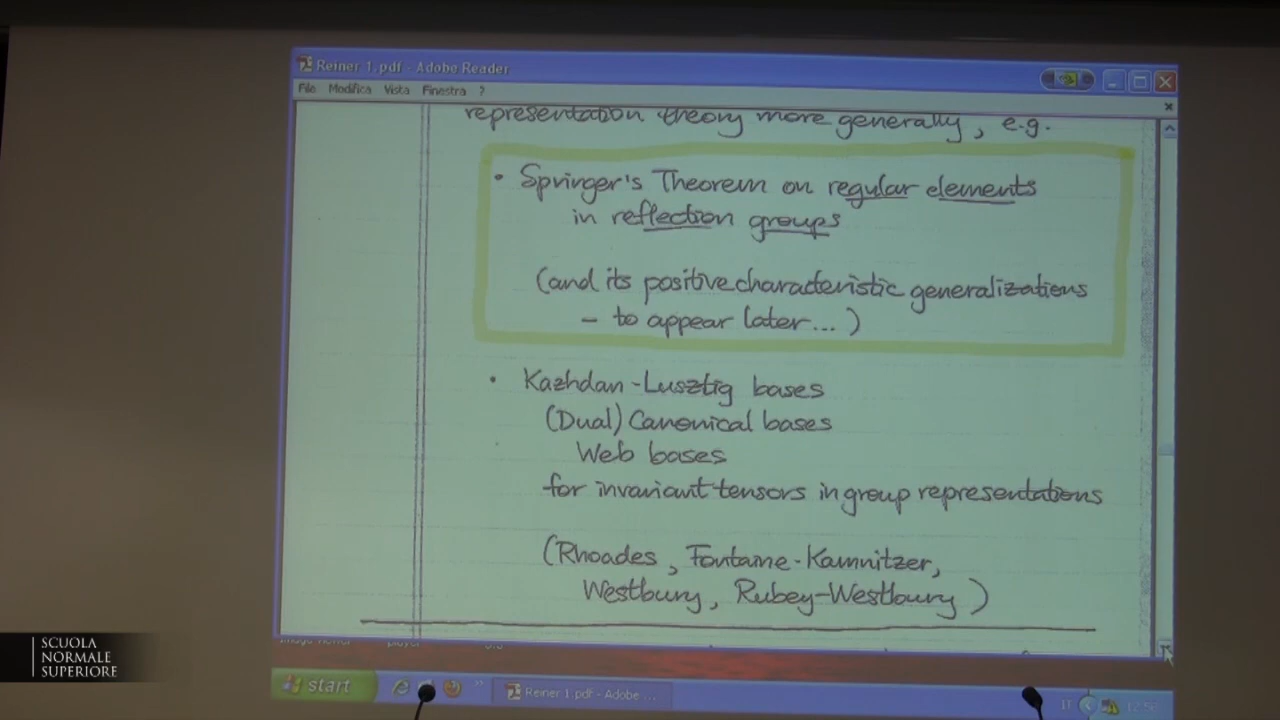 Reiner 1.pdf - Adobe Reader
File Modifica Vista Finestra ?
representation theory more generally, e.g.
• Springer's Theorem on regular elements
in reflection groups
(and its positive characteristic generalizations
- to appear later...)
• Kazhdan-Lusztig bases
(Dual) Canonical bases
Web bases
for invariant tensors in group representations
(Rhoades, Fontaine-Kamnitzer,
Westbury, Rubey-Westbury)
SCUOLA
NORMALE
SUPERIORE
start
Reiner 1.pdf - Adobe ...
IT